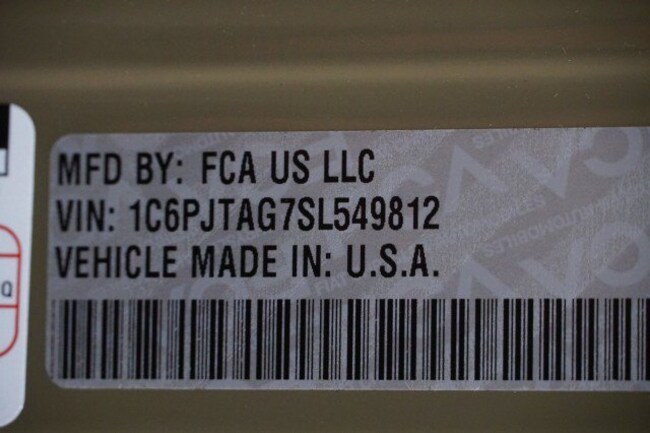 MFD BY: FCA US LLC
VIN: 1C6PJTAG7SL549812
VEHICLE MADE IN: U.S.A.
Q